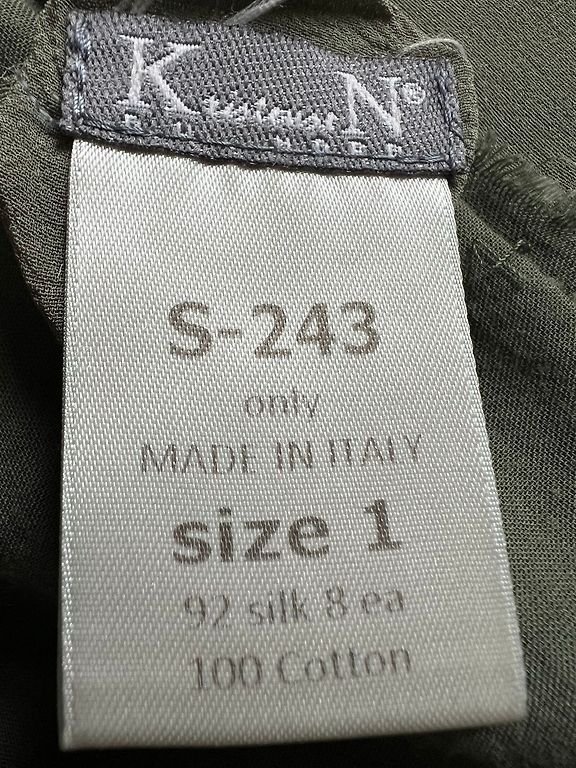 S-243
only
MADE IN ITALY
size 1
92 silk 8 ea
100 Cotton